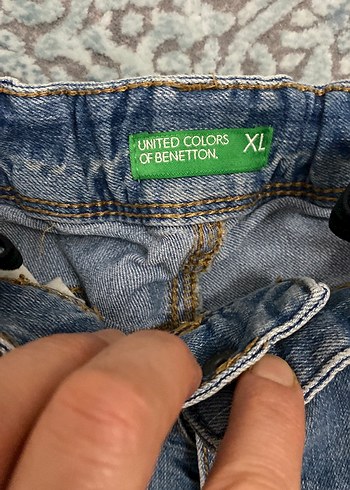 UNITED COLORS
OF BENETTON.
XL